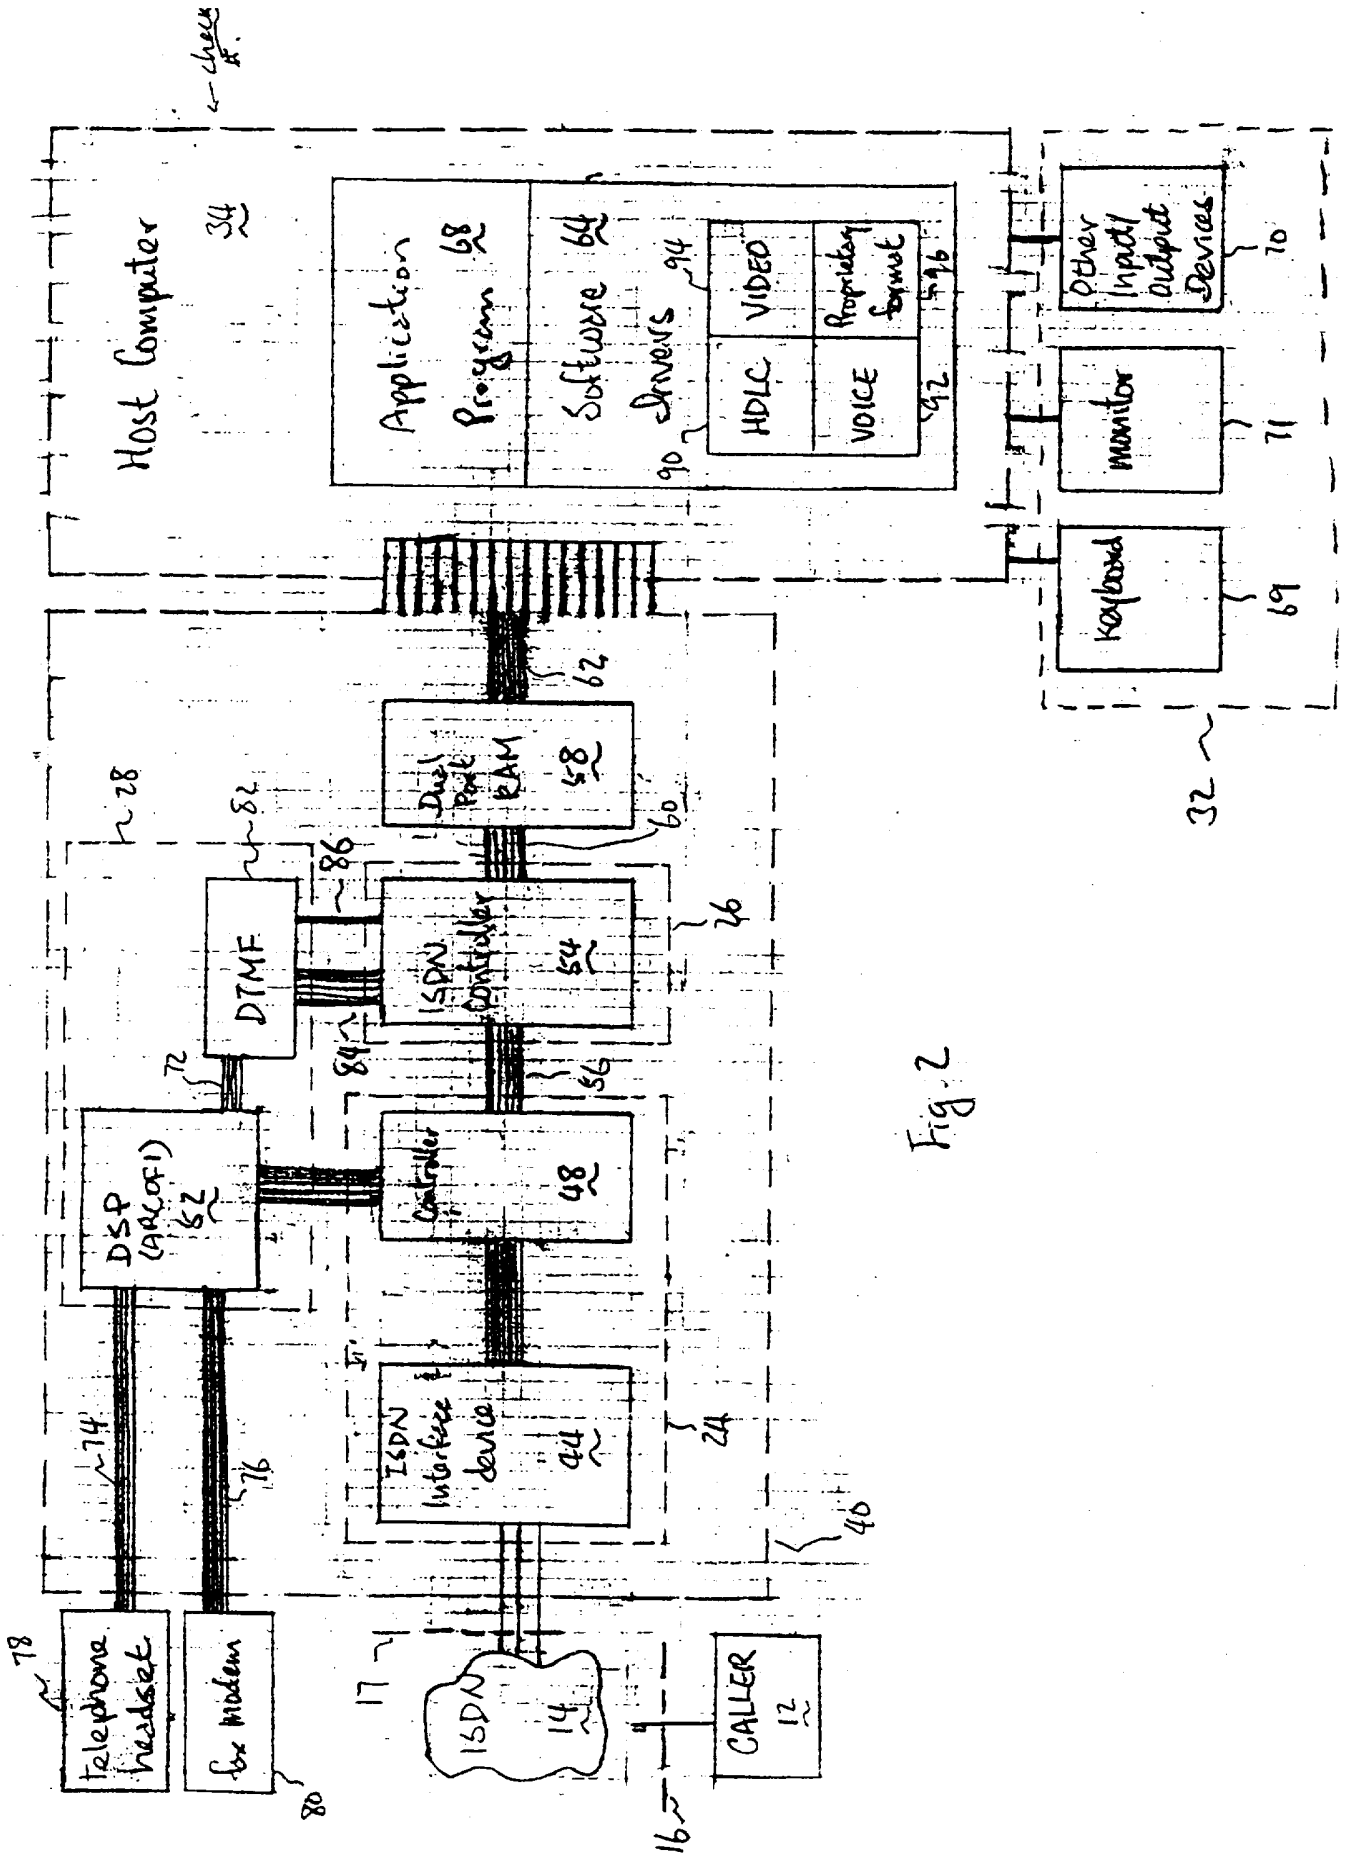 ← check
#.
Host Computer
34
Application
Program 68
Software 64
Drivers
90
94
HDLC
VIDEO
VOICE
Proprietary
format
92
96
28
82
DTMF
72
DSP
(ARCOFI)
52
74
76
78
telephone
headset
fax modem
80
84
86
Dual
Port
RAM
58
62
60
ISDN
Controller
54
26
56
Controller
48
ISDN
Interface
device
44
24
40
17
ISDN
14
16
CALLER
12
Keyboard
69
monitor
71
Other
Input/
Output
Devices
70
32
Fig. 2